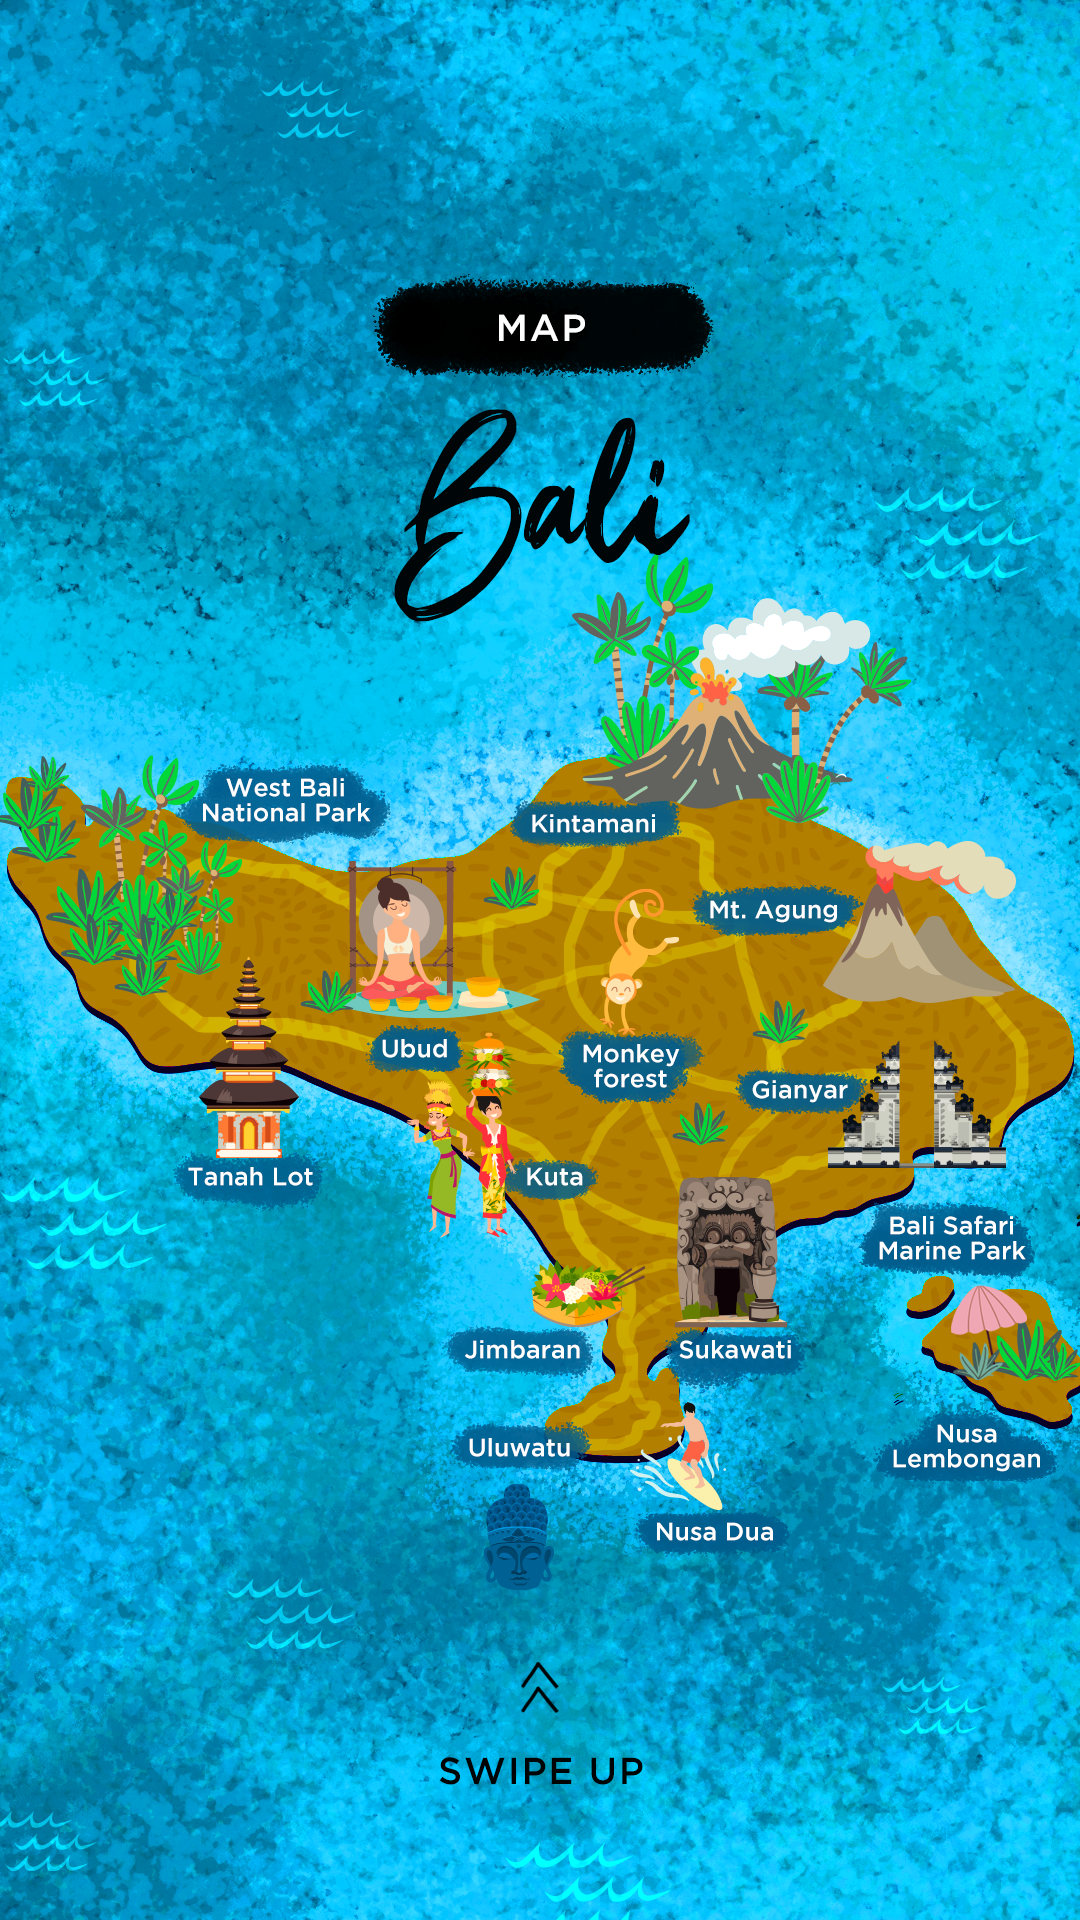 MAP
Bali
West Bali
National Park
Kintamani
Mt. Agung
Ubud
Monkey
forest
Gianyar
Tanah Lot
Kuta
Bali Safari
Marine Park
Jimbaran
Sukawati
Uluwatu
Nusa
Lembongan
Nusa Dua
SWIPE UP